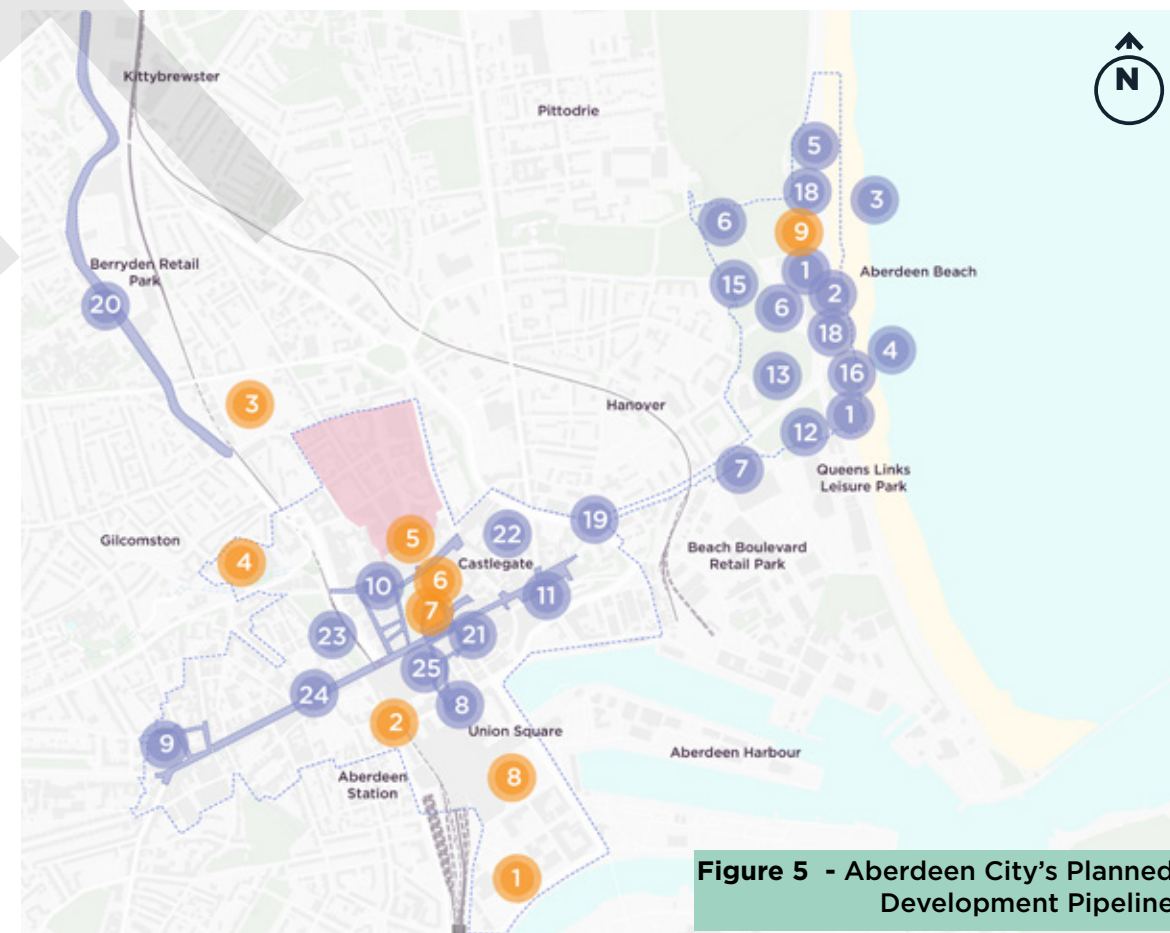 N
Kittybrewster
Pittodrie
5
18
3
6
9
Berryden Retail
Park
1
Aberdeen Beach
15
2
20
6
18
4
13
16
3
Hanover
1
12
7
Queens Links
Leisure Park
19
22
5
Gilcomston
Beach Boulevard
Retail Park
4
Castlegate
10
6
11
7
23
21
25
24
8
2
Union Square
9
Aberdeen Harbour
Aberdeen
Station
8
1
Figure 5 - Aberdeen City's Planned
Development Pipeline